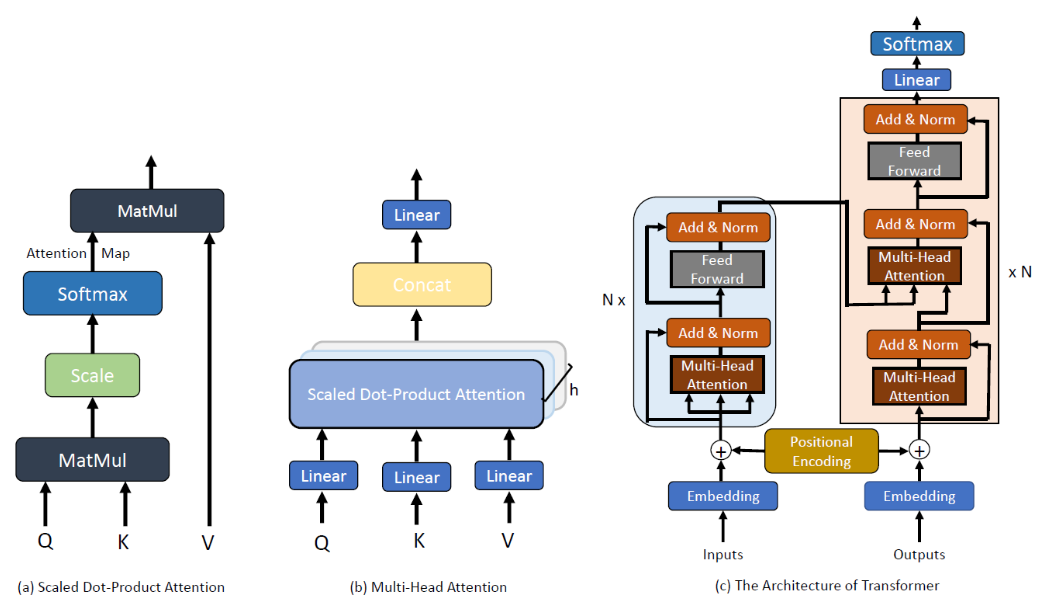 MatMul
Attention Map
Softmax
Scale
MatMul
Q K V
(a) Scaled Dot-Product Attention
Linear
Concat
Scaled Dot-Product Attention
h
Linear Linear Linear
Q K V
(b) Multi-Head Attention
Softmax
Linear
Add & Norm
Feed
Forward
Add & Norm
Multi-Head
Attention
x N
Add & Norm
Multi-Head
Attention
Add & Norm
Feed
Forward
N x
Add & Norm
Multi-Head
Attention
+
Positional
Encoding
+
Embedding
Embedding
Inputs
Outputs
(c) The Architecture of Transformer